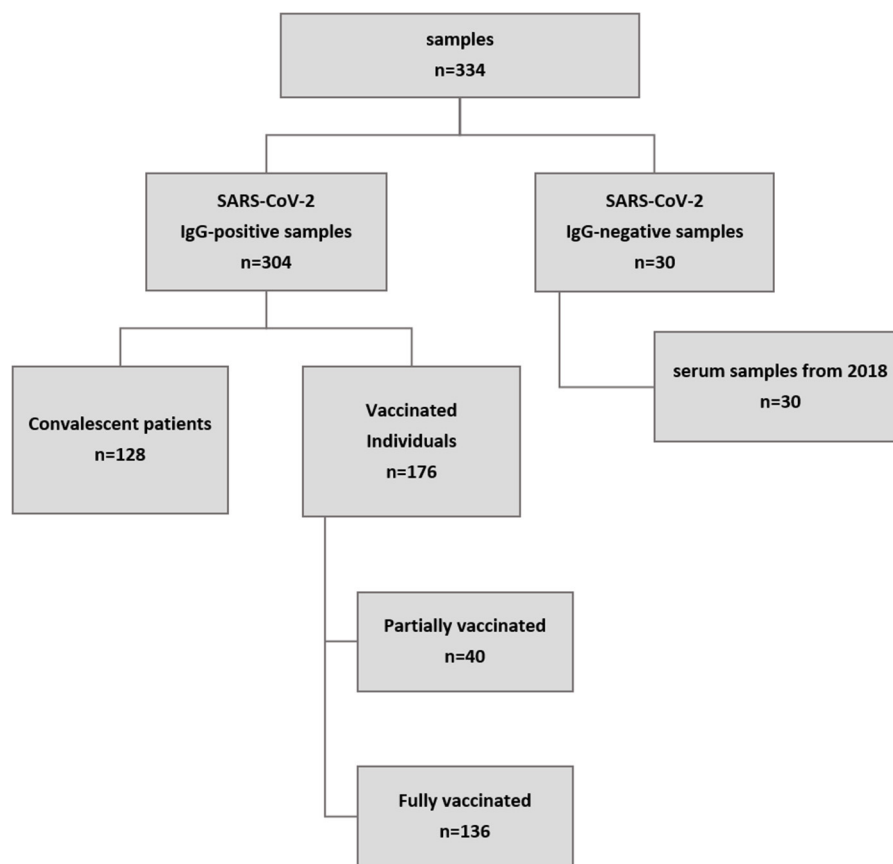 samples
n=334
SARS-CoV-2
IgG-positive samples
n=304
SARS-CoV-2
IgG-negative samples
n=30
serum samples from 2018
n=30
Convalescent patients
n=128
Vaccinated
Individuals
n=176
Partially vaccinated
n=40
Fully vaccinated
n=136